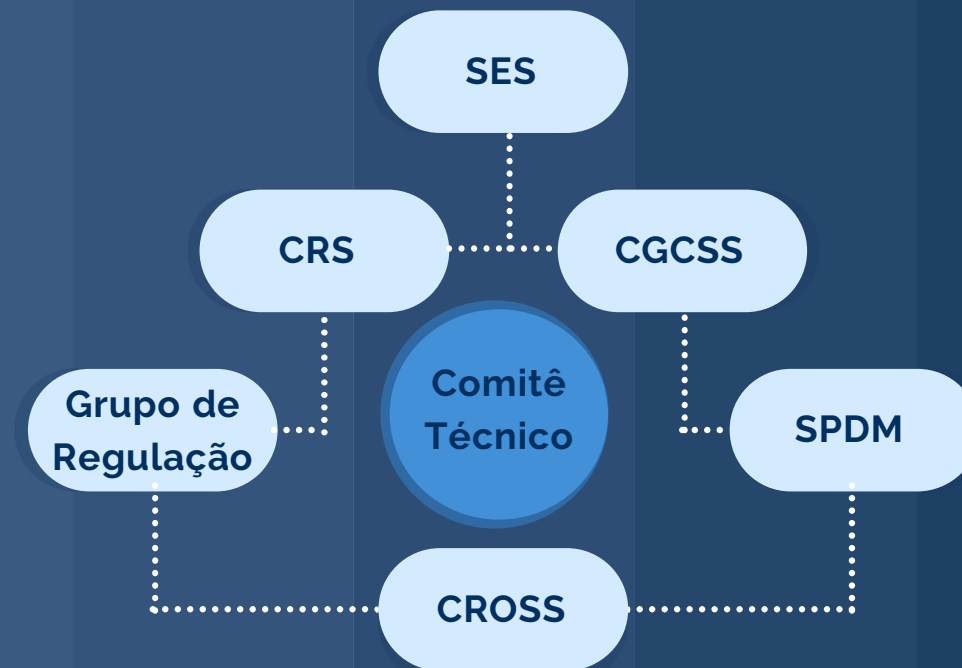 SES
CRS
CGCSS
Comitê
Técnico
Grupo de
Regulação
SPDM
CROSS